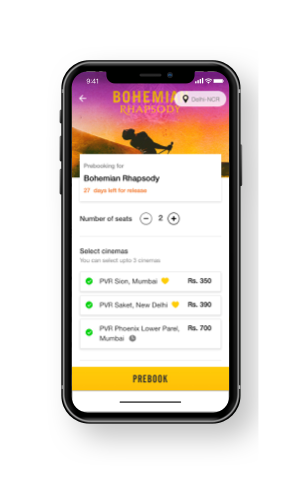 9:41
BOHEMIAN
RHAPSODY
Delhi-NCR
Prebooking for
Bohemian Rhapsody
27 days left for release
Number of seats
2
Select cinemas
You can select upto 3 cinemas
PVR Sion, Mumbai
Rs. 350
PVR Saket, New Delhi
Rs. 390
PVR Phoenix Lower Parel,
Mumbai
Rs. 700
PREBOOK